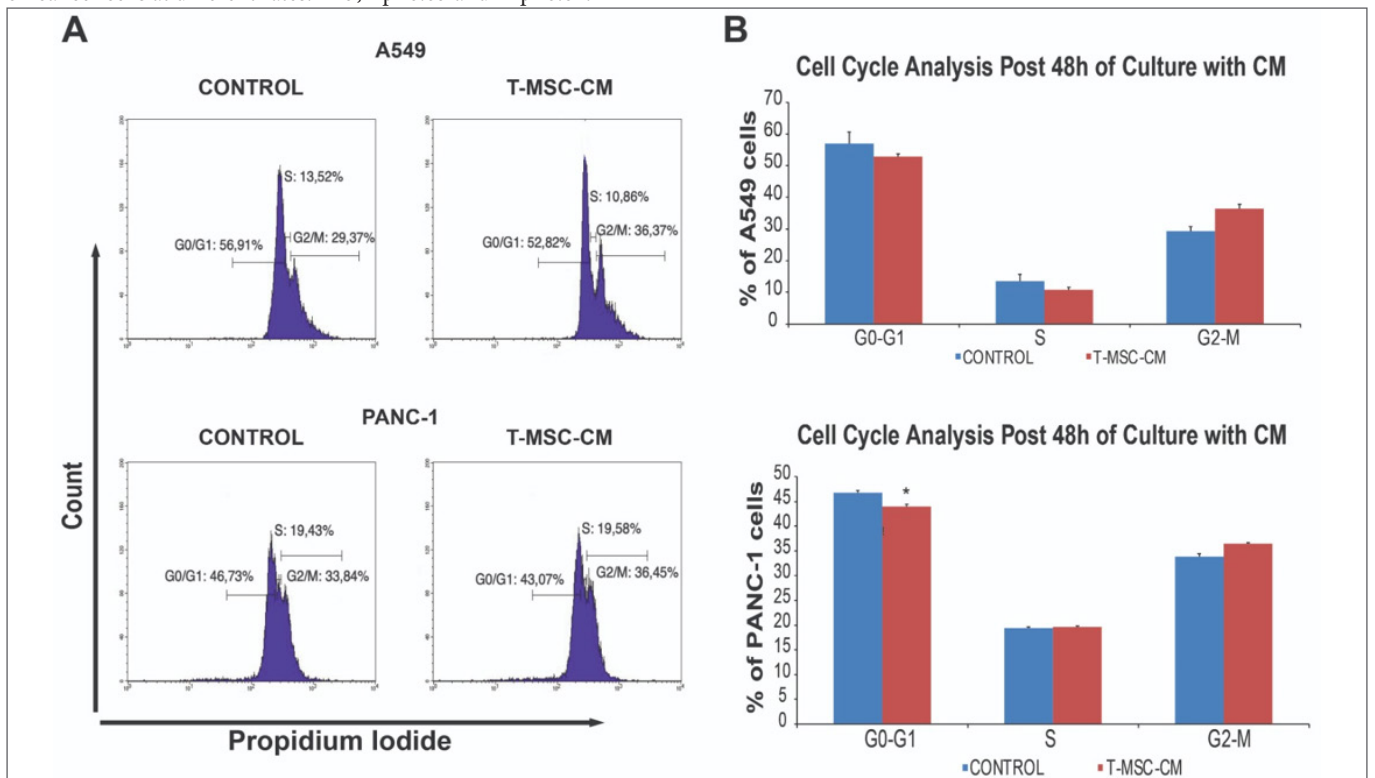 A
A549
CONTROL
T-MSC-CM
S: 13,52%
G0/G1: 56,91%
G2/M: 29,37%
S: 10,86%
G0/G1: 52,82%
G2/M: 36,37%
PANC-1
CONTROL
T-MSC-CM
S: 19,43%
G0/G1: 46,73%
G2/M: 33,84%
S: 19,58%
G0/G1: 43,07%
G2/M: 36,45%
Count
Propidium Iodide
B
Cell Cycle Analysis Post 48h of Culture with CM
% of A549 cells
70
60
50
40
30
20
10
0
G0-G1 S G2-M
CONTROL T-MSC-CM
Cell Cycle Analysis Post 48h of Culture with CM
% of PANC-1 cells
50
45
40
35
30
25
20
15
10
5
0
*
G0-G1 S G2-M
CONTROL T-MSC-CM